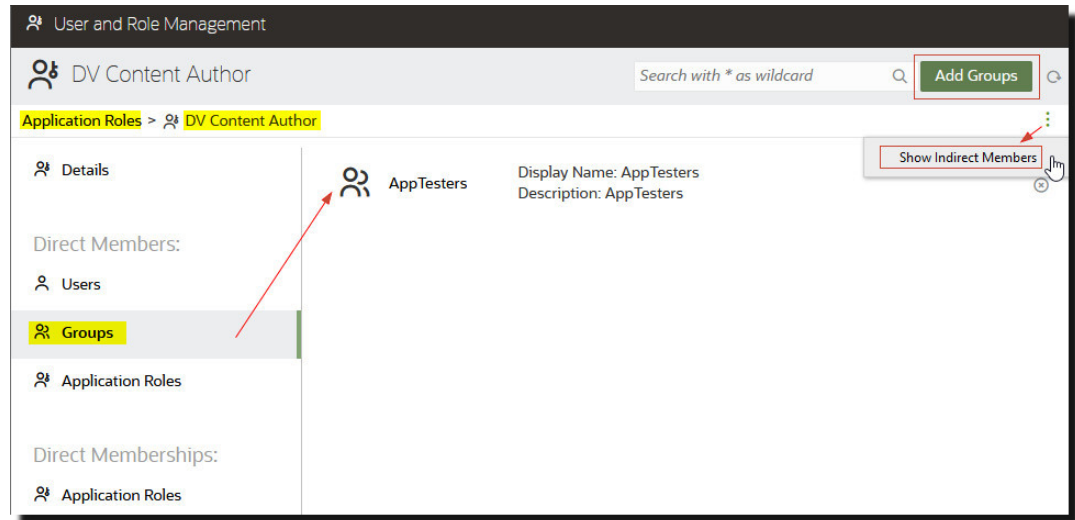 User and Role Management
DV Content Author
Search with * as wildcard
Add Groups
Application Roles > DV Content Author
Show Indirect Members
Details
AppTesters
Display Name: AppTesters
Description: AppTesters
Direct Members:
Users
Groups
Application Roles
Direct Memberships:
Application Roles